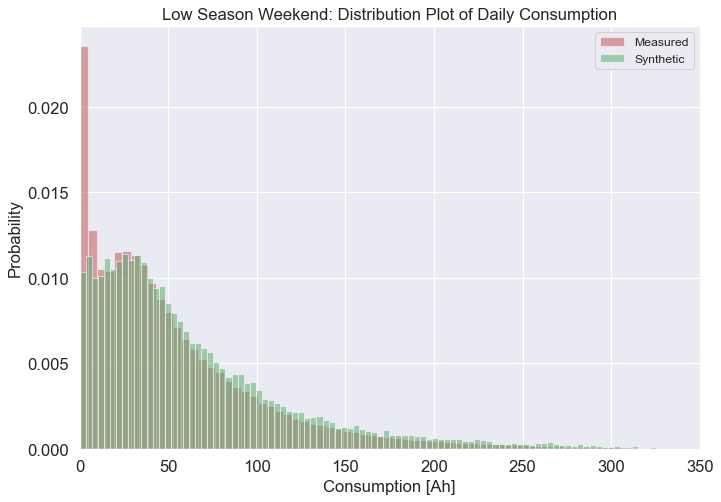 Low Season Weekend: Distribution Plot of Daily Consumption
Measured
Synthetic
Probability
0.020
0.015
0.010
0.005
0.000
0 50 100 150 200 250 300 350
Consumption [Ah]